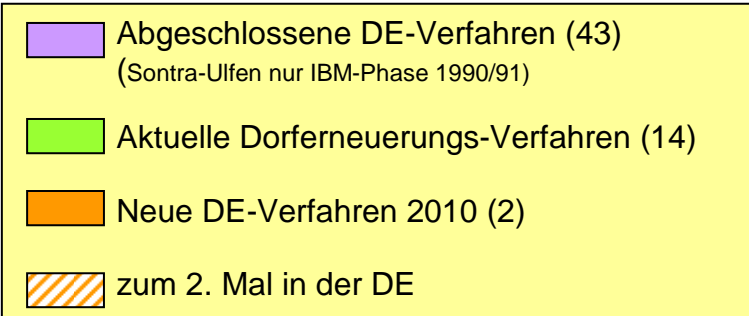 Abgeschlossene DE-Verfahren (43)
(Sontra-Ulfen nur IBM-Phase 1990/91)
Aktuelle Dorferneuerungs-Verfahren (14)
Neue DE-Verfahren 2010 (2)
zum 2. Mal in der DE